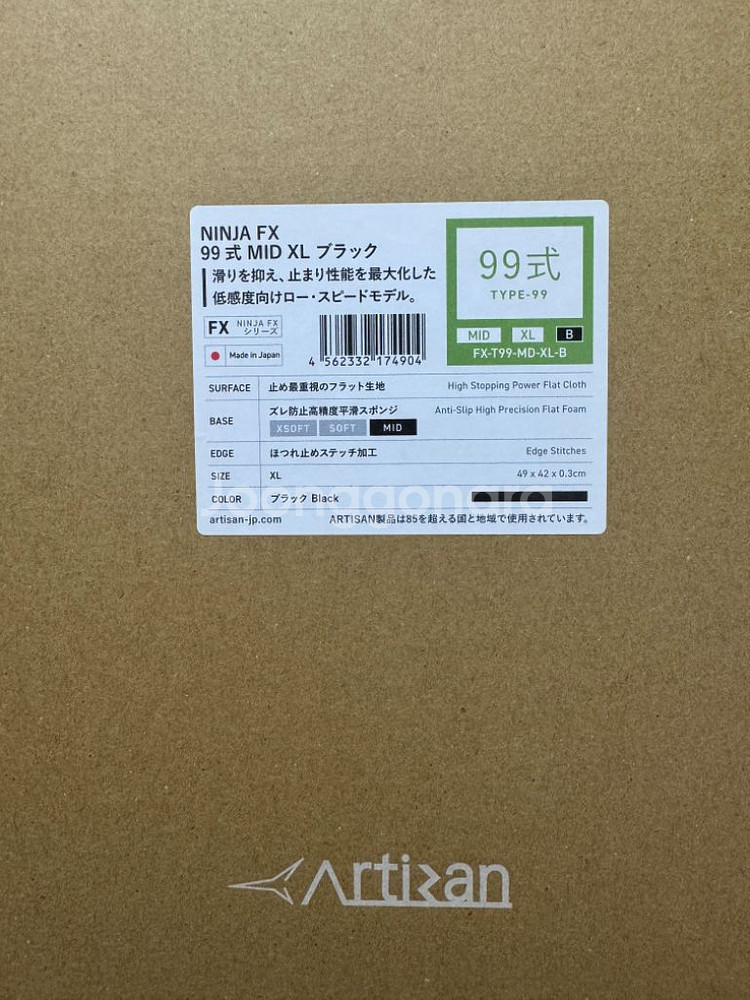 NINJA FX
99 式 MID XL ブラック
滑りを抑え、止まり性能を最大化した
低感度向けロー・スピードモデル。
FX NINJA FX
シリーズ
Made in Japan
4 562332 174904
99式
TYPE-99
MID XL B
FX-T99-MD-XL-B
SURFACE 止め最重視のフラット生地 High Stopping Power Flat Cloth
BASE ズレ防止高精度平滑スポンジ Anti-Slip High Precision Flat Foam
XSOFT SOFT MID
EDGE ほつれ止めステッチ加工 Edge Stitches
SIZE XL 49 x 42 x 0.3cm
COLOR ブラック Black
Joonggonara
artisan-jp.com ARTISAN製品は85を超える国と地域で使用されています。
Artisan